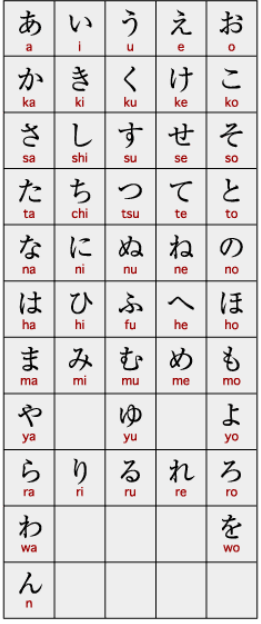 あ い う え お
a i u e o
か き く け こ
ka ki ku ke ko
さ し す せ そ
sa shi su se so
た ち つ て と
ta chi tsu te to
な に ぬ ね の
na ni nu ne no
は ひ ふ へ ほ
ha hi fu he ho
ま み む め も
ma mi mu me mo
や ゆ よ
ya yu yo
ら り る れ ろ
ra ri ru re ro
わ を
wa wo
ん
n